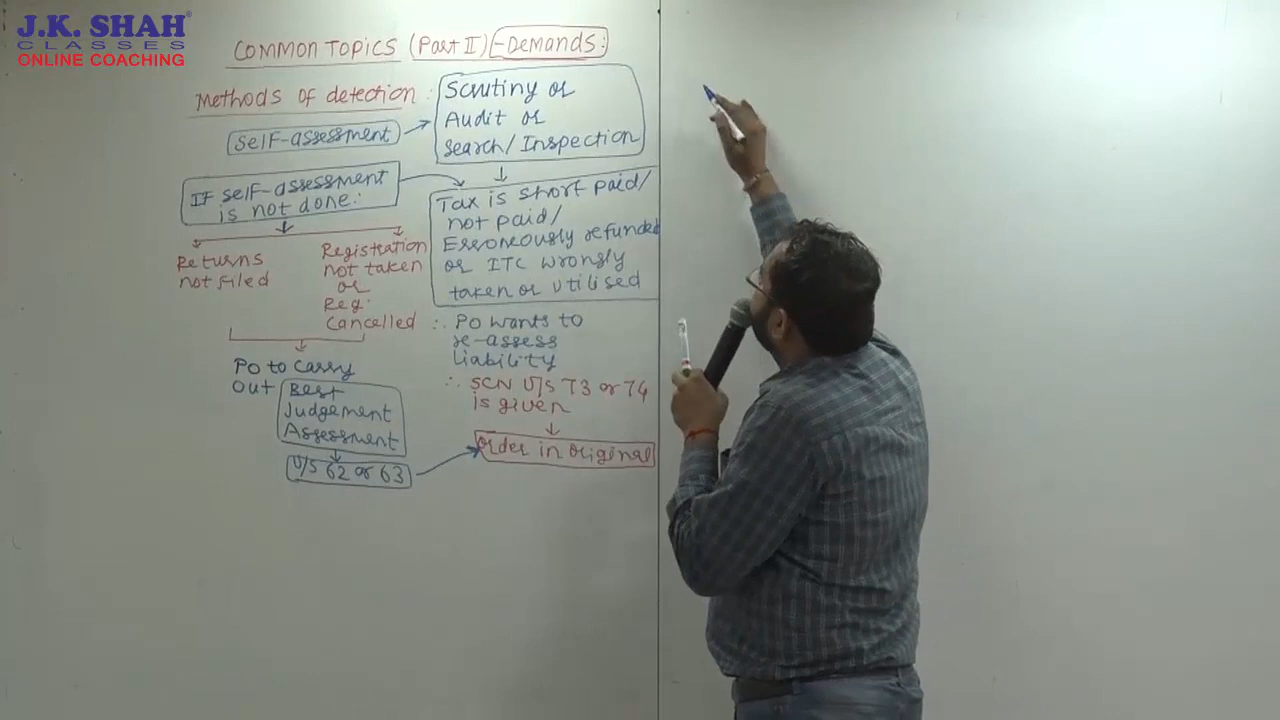 J.K. SHAH®
CLASSES
ONLINE COACHING
COMMON TOPICS (Part II) - Demands:
Methods of detection :
Self-assessment
Scrutiny or
Audit or
search/Inspection
IF self-assessment
is not done:
Tax is short paid/
not paid/
Erroneously refunded
or ITC wrongly
taken or utilised
Returns
not filed
Registration
not taken
or
Reg.
Cancelled
∴ PO wants to
re-assess
liability
∴ SCN U/S 73 or 74
is given
Order in original
PO to carry
out Best
Judgement
Assessment
U/S 62 or 63